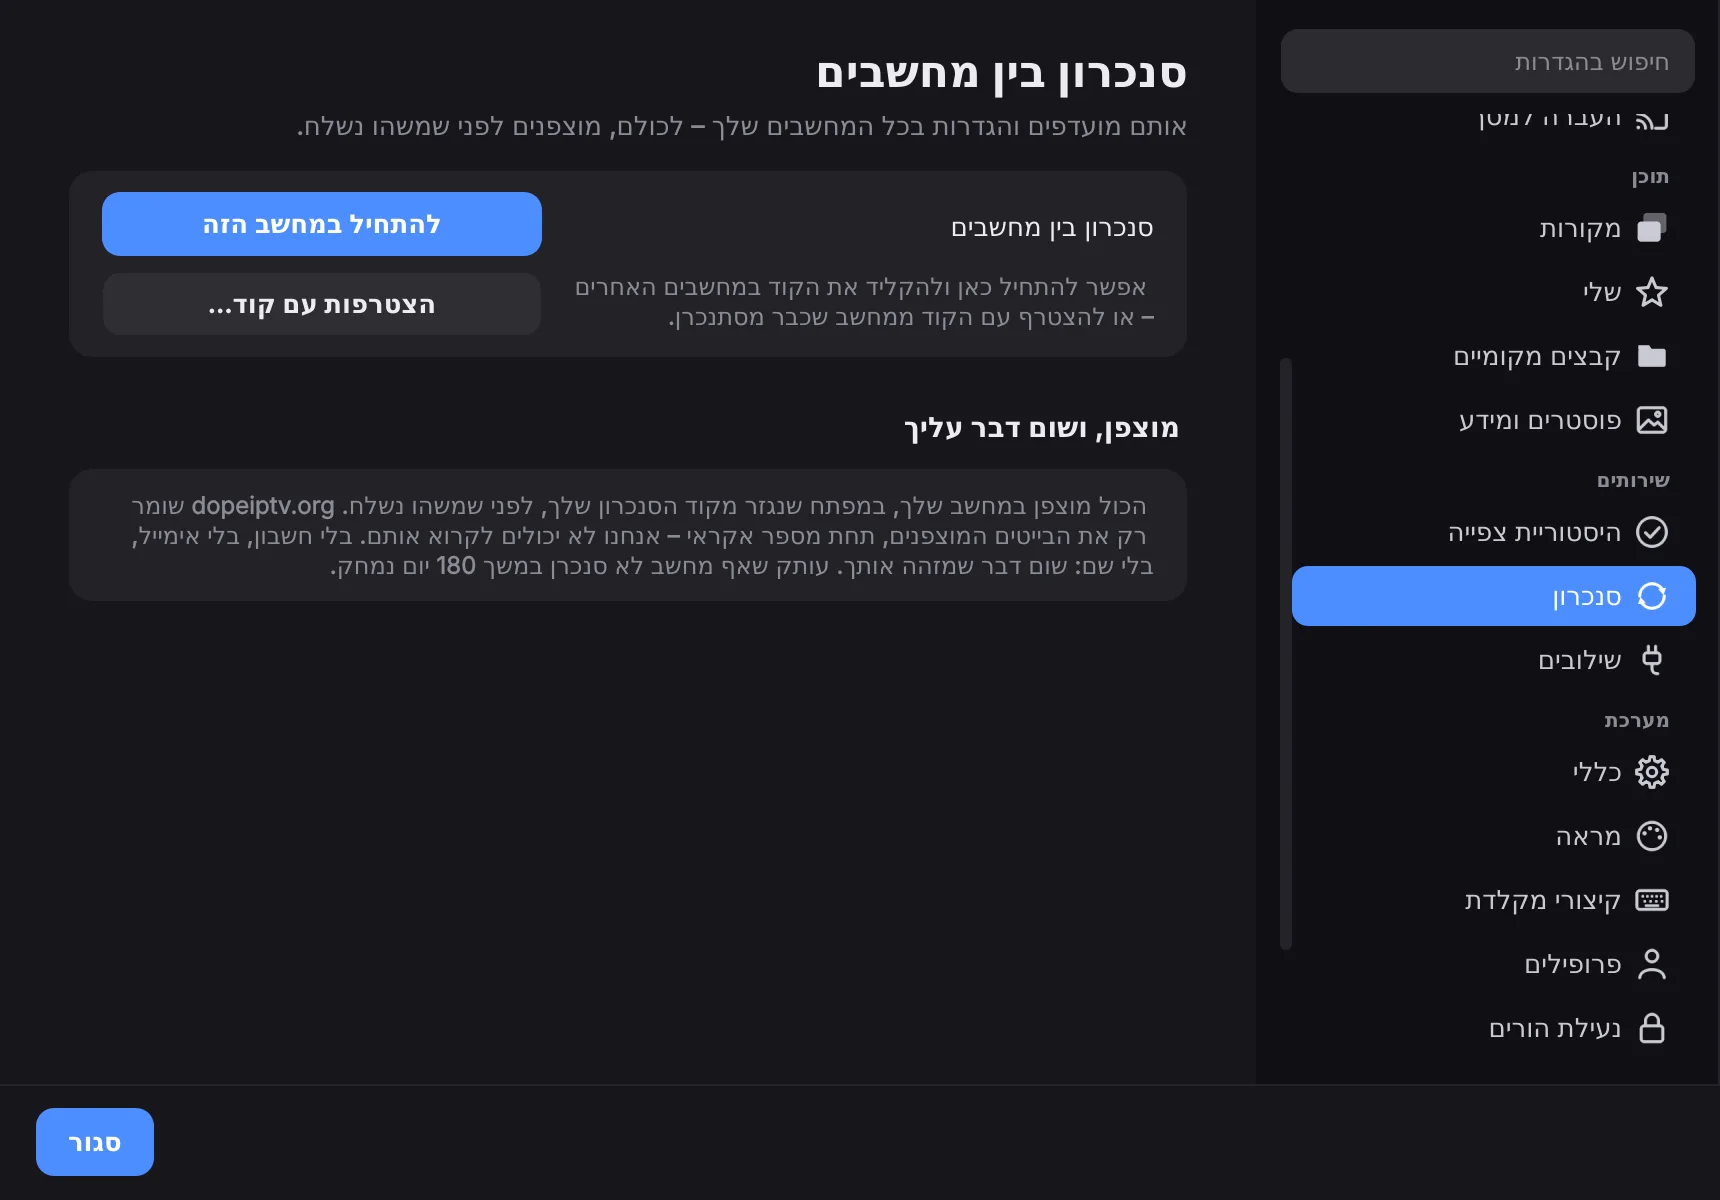 חיפוש בהגדרות
העברה למסך
תוכן
מקורות
שלי
קבצים מקומיים
פוסטרים ומידע
שירותים
היסטוריית צפייה
סנכרון
שילובים
מערכת
כללי
מראה
קיצורי מקלדת
פרופילים
נעילת הורים
סנכרון בין מחשבים
אותם מועדפים והגדרות בכל המחשבים שלך – לכולם, מוצפנים לפני שמשהו נשלח.
סנכרון בין מחשבים
אפשר להתחיל כאן ולהקליד את הקוד במחשבים האחרים
– או להצטרף עם הקוד ממחשב שכבר מסתנכרן.
להתחיל במחשב הזה
הצטרפות עם קוד...
מוצפן, ושום דבר עליך
הכול מוצפן במחשב שלך, במפתח שנגזר מקוד הסנכרון שלך, לפני שמשהו נשלח. dopeiptv.org שומר
רק את הבייטים המוצפנים, תחת מספר אקראי – אנחנו לא יכולים לקרוא אותם. בלי חשבון, בלי אימייל,
בלי שם: שום דבר שמזהה אותך. עותק שאף מחשב לא סנכרן במשך 180 יום נמחק.
סגור